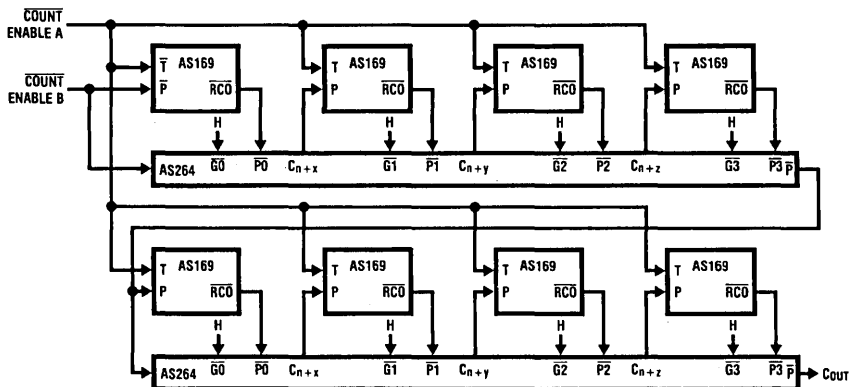 COUNT
ENABLE A
COUNT
ENABLE B
T AS169
P RCO
T AS169
P RCO
T AS169
P RCO
T AS169
P RCO
H H H H
AS264 G0 P0 Cn+x G1 P1 Cn+y G2 P2 Cn+z G3 P3 P
T AS169
P RCO
T AS169
P RCO
T AS169
P RCO
T AS169
P RCO
H H H H
AS264 G0 P0 Cn+x G1 P1 Cn+y G2 P2 Cn+z G3 P3 P COUT